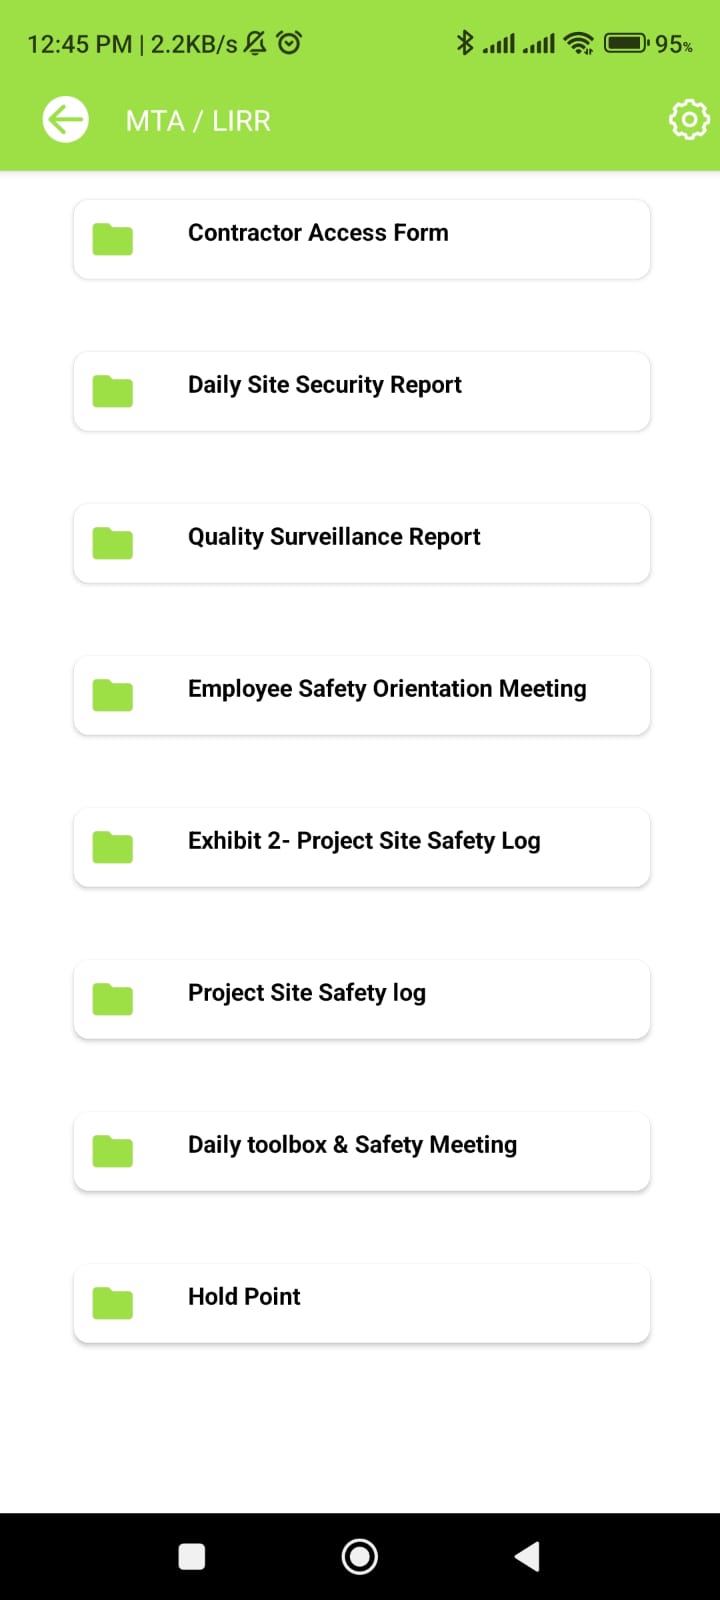 12:45 PM | 2.2KB/s 95%
MTA / LIRR
Contractor Access Form
Daily Site Security Report
Quality Surveillance Report
Employee Safety Orientation Meeting
Exhibit 2- Project Site Safety Log
Project Site Safety log
Daily toolbox & Safety Meeting
Hold Point